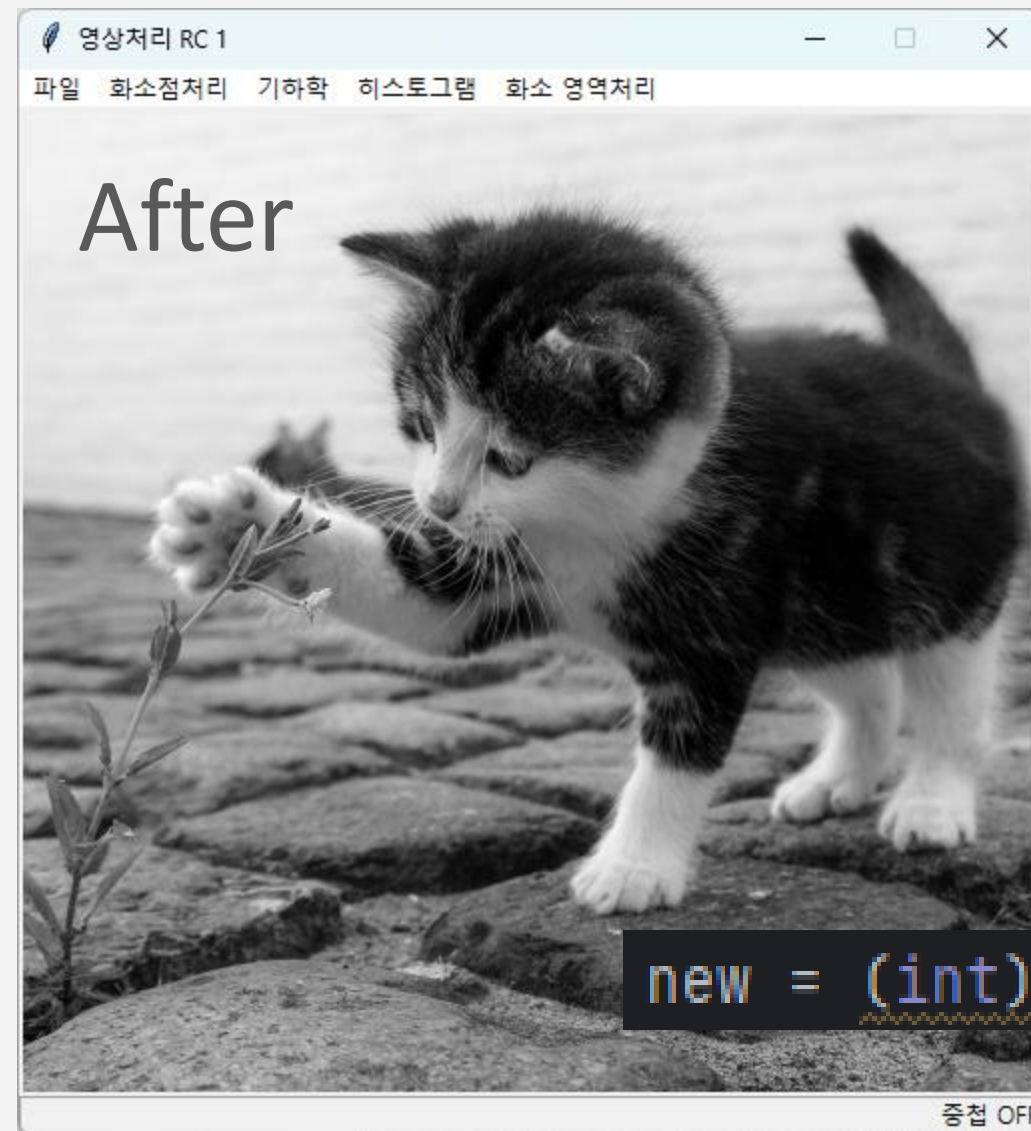 영상처리 RC 1
파일 화소점처리 기하학 히스토그램 화소 영역처리
After
new = (int)
중첩